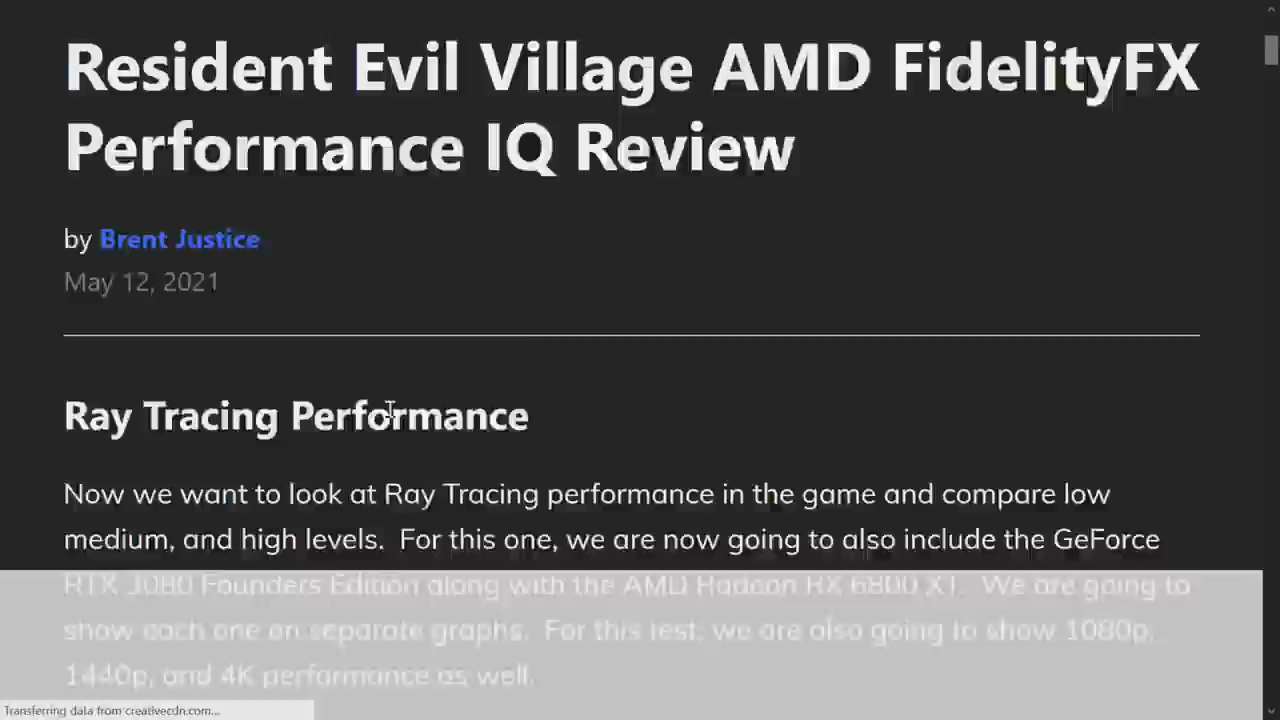 Resident Evil Village AMD FidelityFX
Performance IQ Review
by Brent Justice
May 12, 2021
Ray Tracing Performance
Now we want to look at Ray Tracing performance in the game and compare low
medium, and high levels. For this one, we are now going to also include the GeForce
RTX 3080 Founders Edition along with the AMD Radeon RX 6800 XT. We are going to
show each one on separate graphs. For this test, we are also going to show 1080p,
1440p, and 4K performance as well.
Transferring data from creativecdn.com...